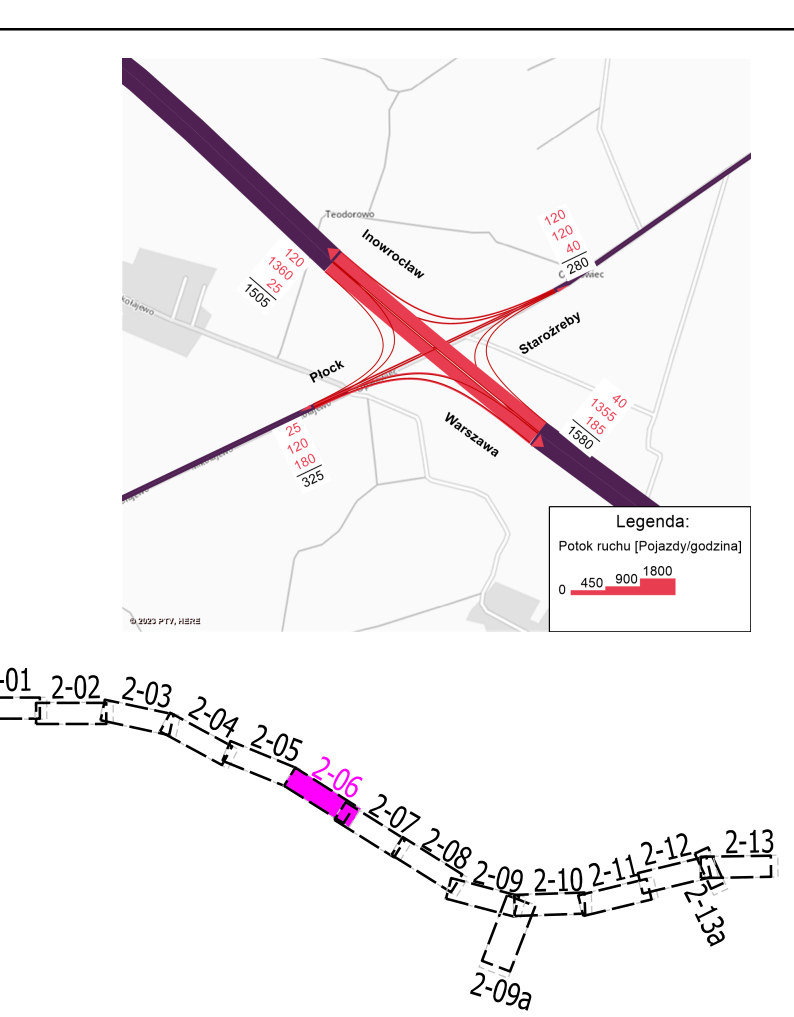 Teodorowo
Inowrocław
120
120
40
280
120
1360
25
1505
Starożreby
Płock
40
1355
185
1580
25
120
180
325
Warszawa
Legenda:
Potok ruchu [Pojazdy/godzina]
0 450 900 1800
© 2023 PTV, HERE
-01
2-02
2-03
2-04
2-05
2-06
2-07
2-08
2-09
2-10
2-11
2-12
2-13
2-13a
2-09a